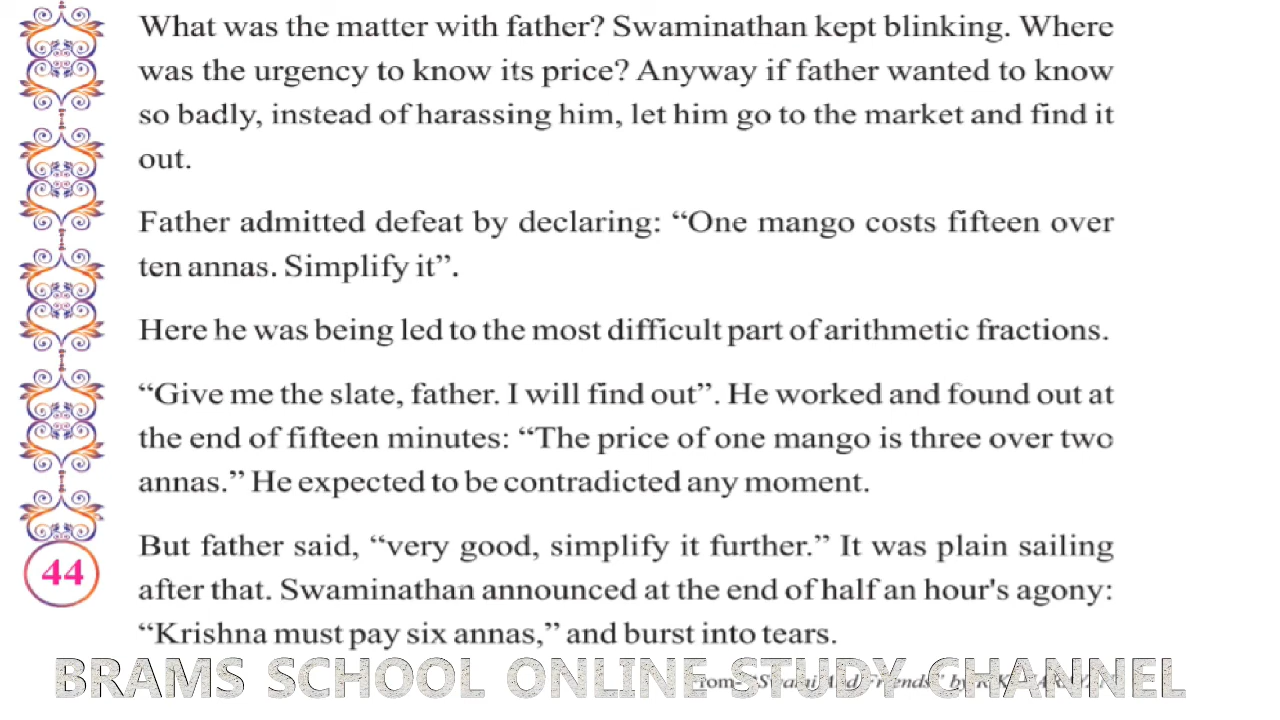 What was the matter with father? Swaminathan kept blinking. Where
was the urgency to know its price? Anyway if father wanted to know
so badly, instead of harassing him, let him go to the market and find it
out.
Father admitted defeat by declaring: “One mango costs fifteen over
ten annas. Simplify it”.
Here he was being led to the most difficult part of arithmetic fractions.
“Give me the slate, father. I will find out”. He worked and found out at
the end of fifteen minutes: “The price of one mango is three over two
annas.” He expected to be contradicted any moment.
44
But father said, “very good, simplify it further.” It was plain sailing
after that. Swaminathan announced at the end of half an hour's agony:
“Krishna must pay six annas,” and burst into tears.
BRAMS SCHOOL ONLINE STUDY CHANNEL
"Swami And Friends" by